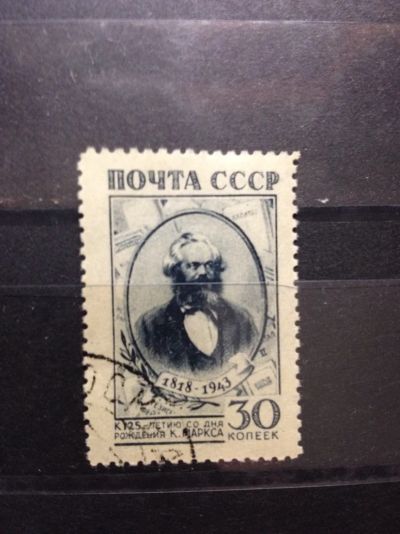 ПОЧТА СССР
1818-1943
К 125-ЛЕТИЮ СО ДНЯ
РОЖДЕНИЯ К. МАРКСА
30
КОПЕЕК